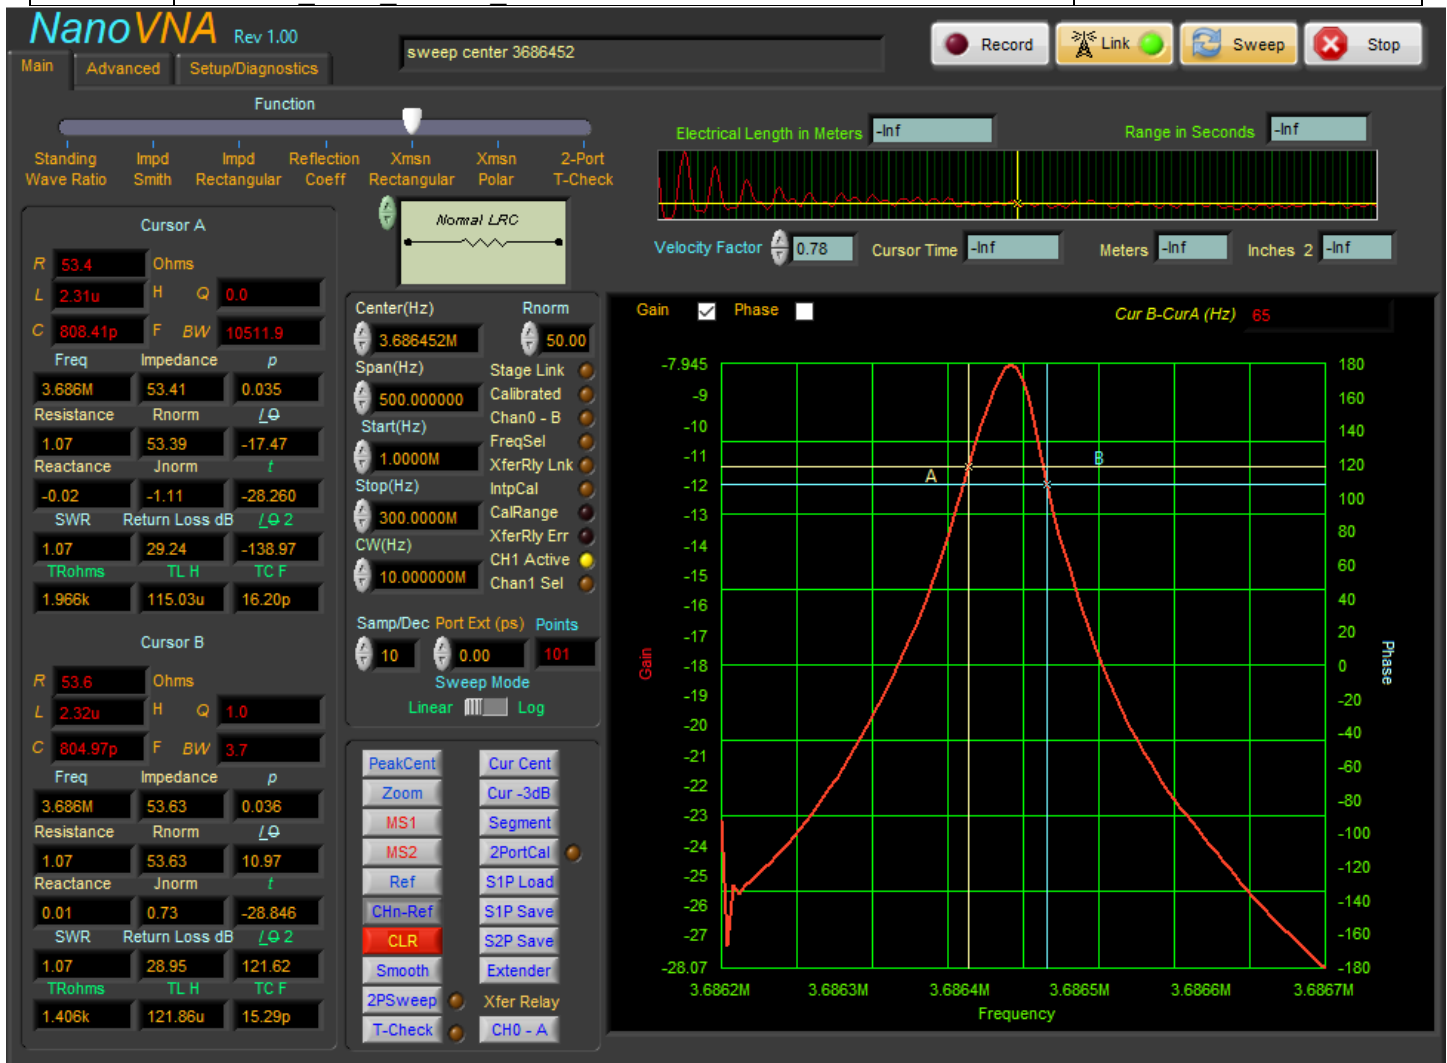 NanoVNA Rev 1.00
sweep center 3686452
Record
Link
Sweep
Stop
Main
Advanced
Setup/Diagnostics
Function
Standing Wave Ratio
Impd Smith
Impd Rectangular
Reflection Coeff
Xmsn Rectangular
Xmsn Polar
2-Port T-Check
Electrical Length in Meters -Inf
Range in Seconds -Inf
Velocity Factor 0.78
Cursor Time -Inf
Meters -Inf
Inches 2 -Inf
Normal LRC
Cursor A
R 53.4 Ohms
L 2.31u H Q 0.0
C 808.41p F BW 10511.9
Freq Impedance p
3.686M 53.41 0.035
Resistance Rnorm /Θ
1.07 53.39 -17.47
Reactance Jnorm t
-0.02 -1.11 -28.260
SWR Return Loss dB /Θ 2
1.07 29.24 -138.97
TRohms TL H TC F
1.966k 115.03u 16.20p
Cursor B
R 53.6 Ohms
L 2.32u H Q 1.0
C 804.97p F BW 3.7
Freq Impedance p
3.686M 53.63 0.036
Resistance Rnorm /Θ
1.07 53.63 10.97
Reactance Jnorm t
0.01 0.73 -28.846
SWR Return Loss dB /Θ 2
1.07 28.95 121.62
TRohms TL H TC F
1.406k 121.86u 15.29p
Center(Hz)
3.686452M
Span(Hz)
500.000000
Start(Hz)
1.0000M
Stop(Hz)
300.0000M
CW(Hz)
10.000000M
Rnorm
50.00
Stage Link
Calibrated
Chan0 - B
FreqSel
XferRly Lnk
IntpCal
CalRange
XferRly Err
CH1 Active
Chan1 Sel
Samp/Dec Port Ext (ps) Points
10 0.00 101
Sweep Mode
Linear Log
PeakCent Cur Cent
Zoom Cur -3dB
MS1 Segment
MS2 2PortCal
Ref S1P Load
CHn-Ref S1P Save
CLR S2P Save
Smooth Extender
2PSweep Xfer Relay
T-Check CH0 - A
Gain Phase
Cur B-CurA (Hz) 65
-7.945
-9
-10
-11
-12
-13
-14
-15
-16
-17
-18
-19
-20
-21
-22
-23
-24
-25
-26
-27
-28.07
Gain
A
B
180
160
140
120
100
80
60
40
20
0
-20
-40
-60
-80
-100
-120
-140
-160
-180
Phase
3.6862M 3.6863M 3.6864M 3.6865M 3.6866M 3.6867M
Frequency